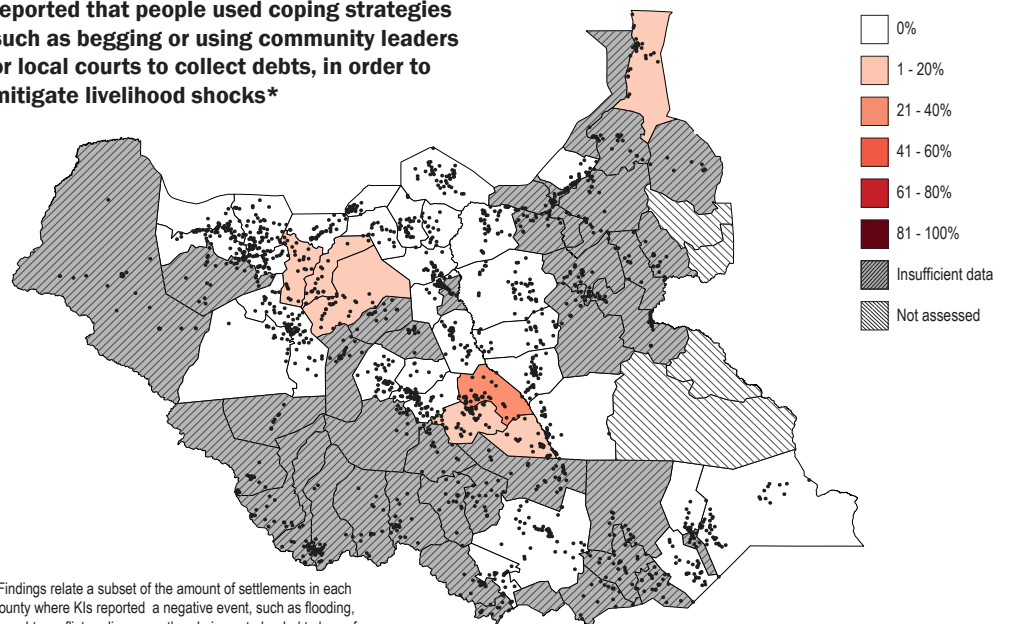 reported that people used coping strategies
such as begging or using community leaders
or local courts to collect debts, in order to
mitigate livelihood shocks*
0%
1 - 20%
21 - 40%
41 - 60%
61 - 80%
81 - 100%
Insufficient data
Not assessed
Findings relate a subset of the amount of settlements in each
county where KIs reported a negative event, such as flooding,